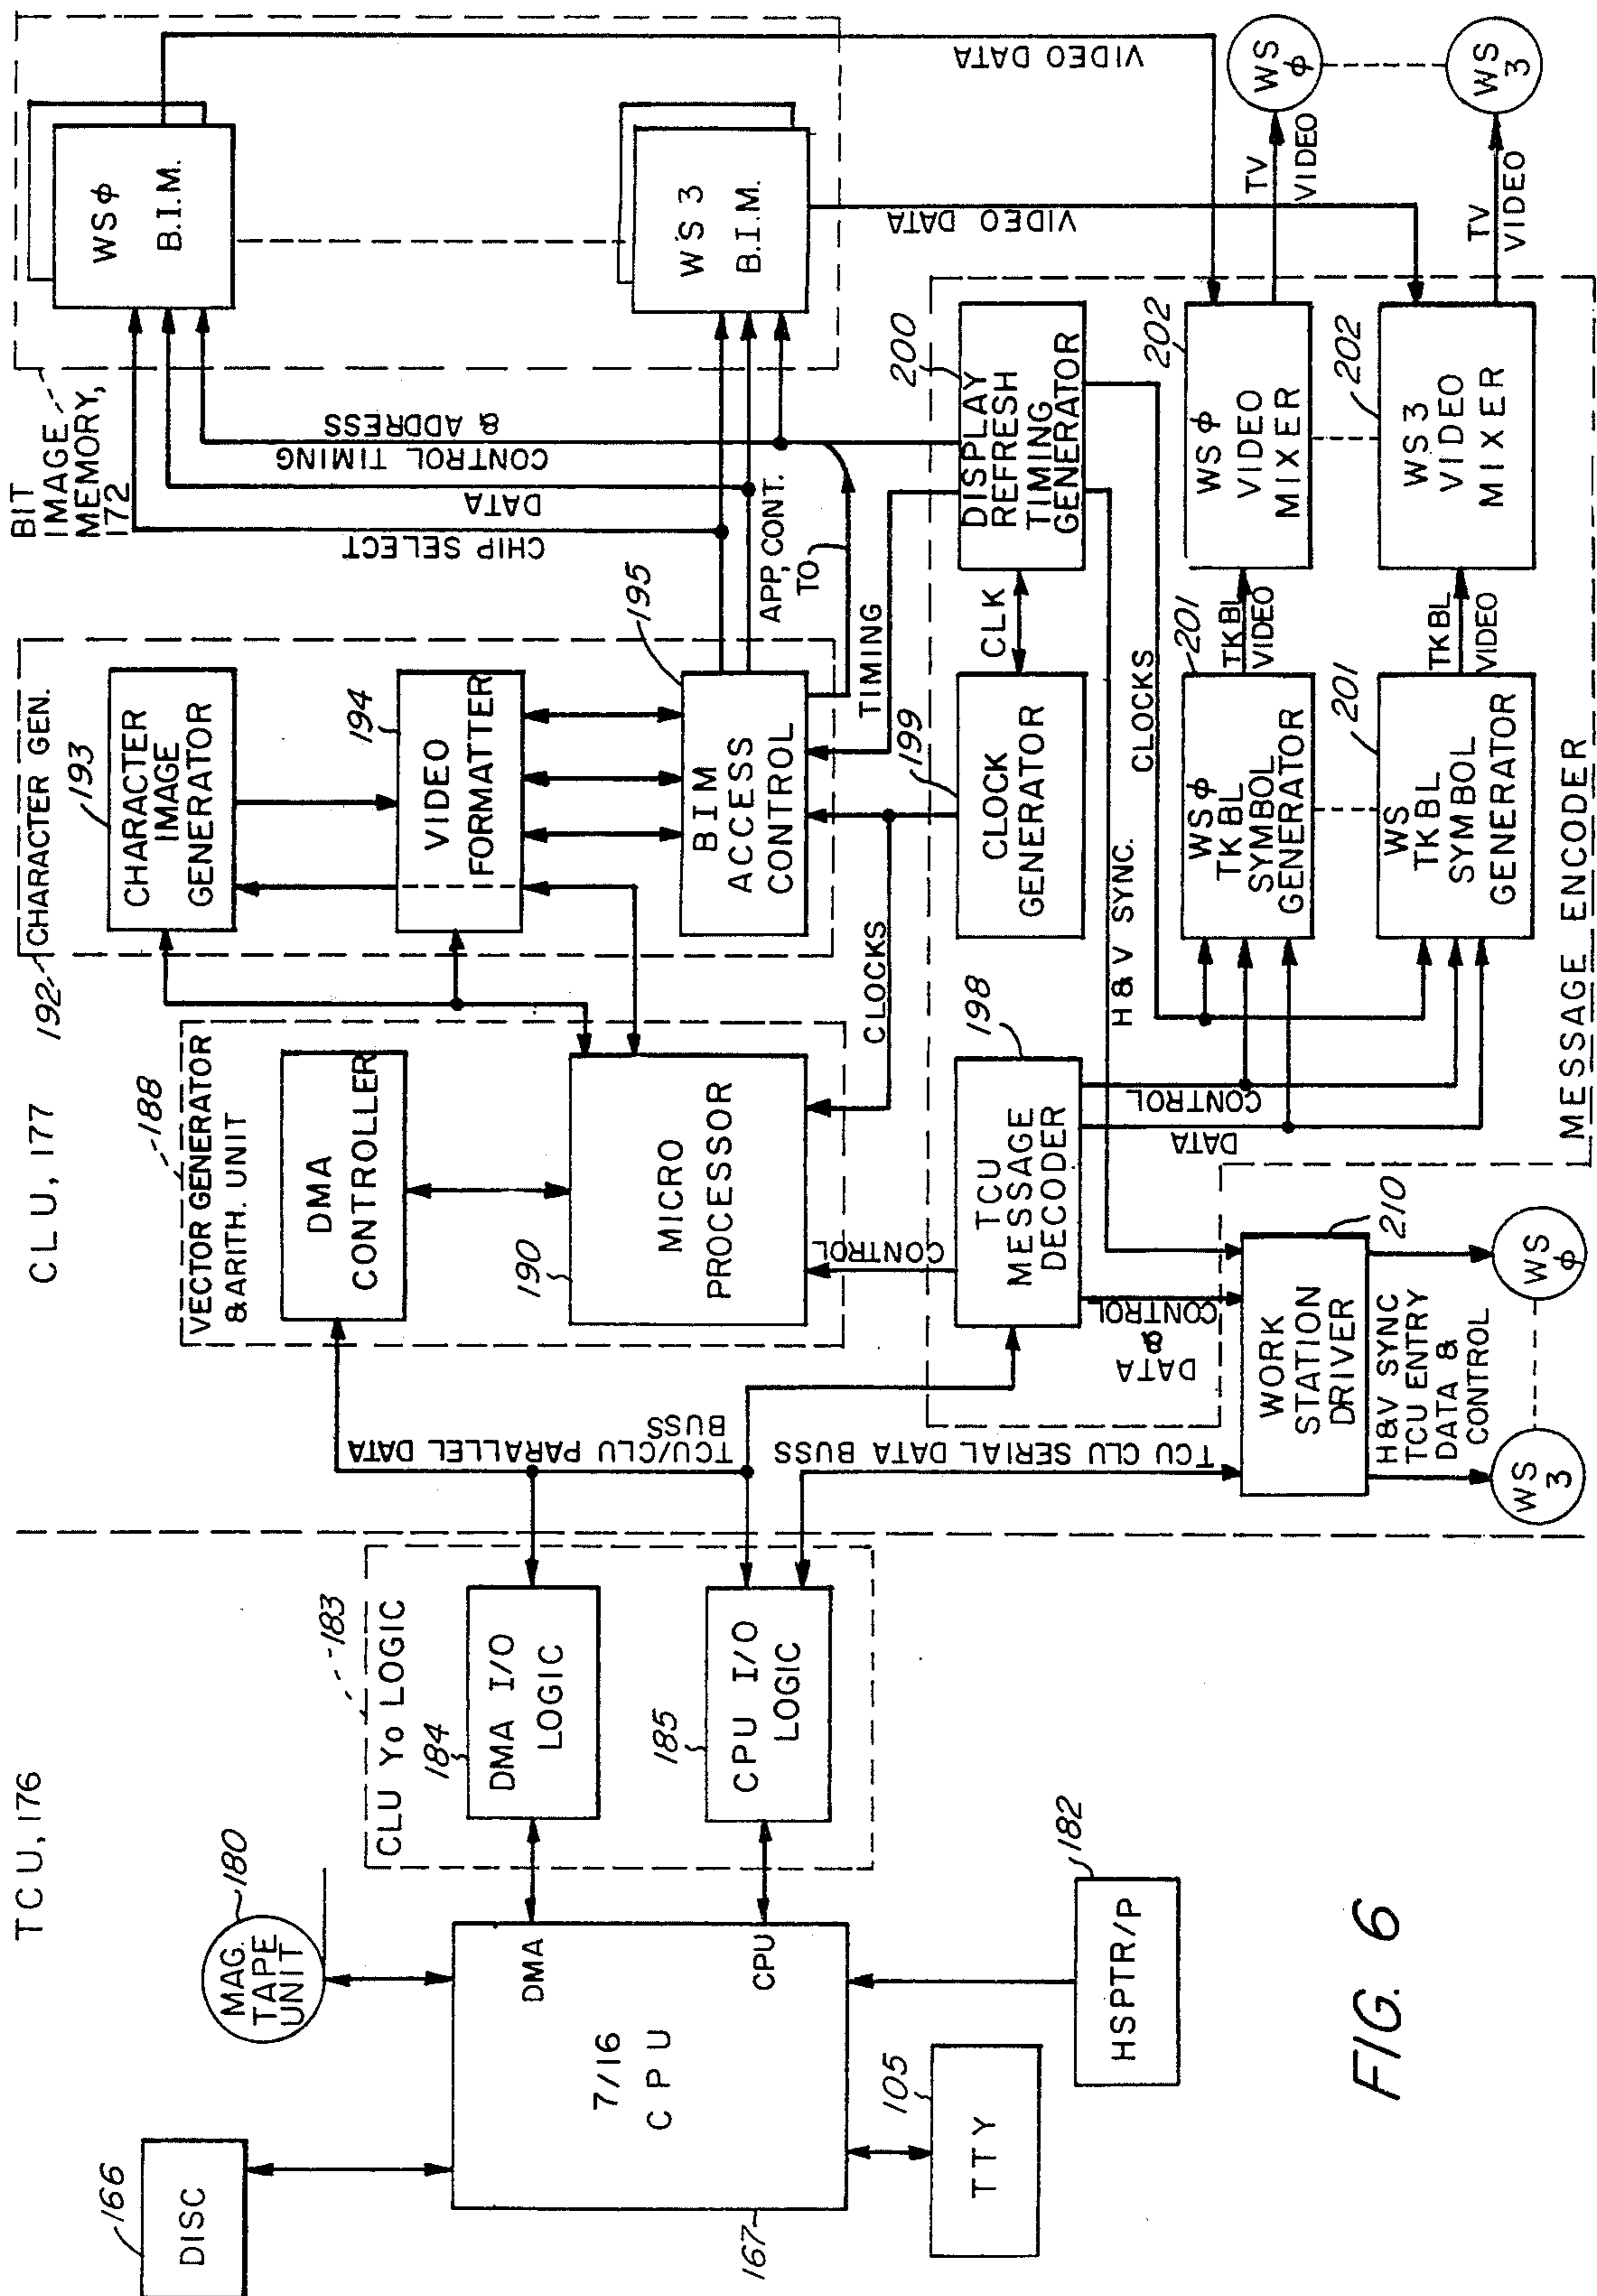 TCU, 176
CLU, 177
166
DISC
180
MAG.
TAPE
UNIT
167
7/16
CPU
DMA
CPU
105
TTY
182
HSPTR/P
183
CLU Yo LOGIC
184
DMA I/O
LOGIC
185
CPU I/O
LOGIC
TCU/CLU PARALLEL DATA
BUSS
TCU CLU SERIAL DATA BUSS
188
VECTOR GENERATOR
& ARITH. UNIT
DMA
CONTROLLER
190
MICRO
PROCESSOR
CONTROL
CLOCKS
192
CHARACTER GEN.
193
CHARACTER
IMAGE
GENERATOR
194
VIDEO
FORMATTER
195
BIM
ACCESS
CONTROL
APP, CONT.
TO
TIMING
BIT
IMAGE
MEMORY,
172
CHIP SELECT
DATA
CONTROL TIMING
& ADDRESS
WSϕ
B.I.M.
WS 3
B.I.M.
VIDEO DATA
VIDEO DATA
198
TCU
MESSAGE
DECODER
DATA
&
CONTROL
DATA
CONTROL
199
CLOCK
GENERATOR
CLK
200
DISPLAY
REFRESH
TIMING
GENERATOR
H & V SYNC.
CLOCKS
201
WSϕ
TKBL
SYMBOL
GENERATOR
TKBL
VIDEO
202
WSϕ
VIDEO
MIXER
TV
VIDEO
WS
ϕ
201
WS
TKBL
SYMBOL
GENERATOR
TKBL
VIDEO
202
WS3
VIDEO
MIXER
TV
VIDEO
WS
3
MESSAGE ENCODER
210
WORK
STATION
DRIVER
H&V SYNC
TCU ENTRY
DATA &
CONTROL
WS
3
WS
ϕ
FIG. 6